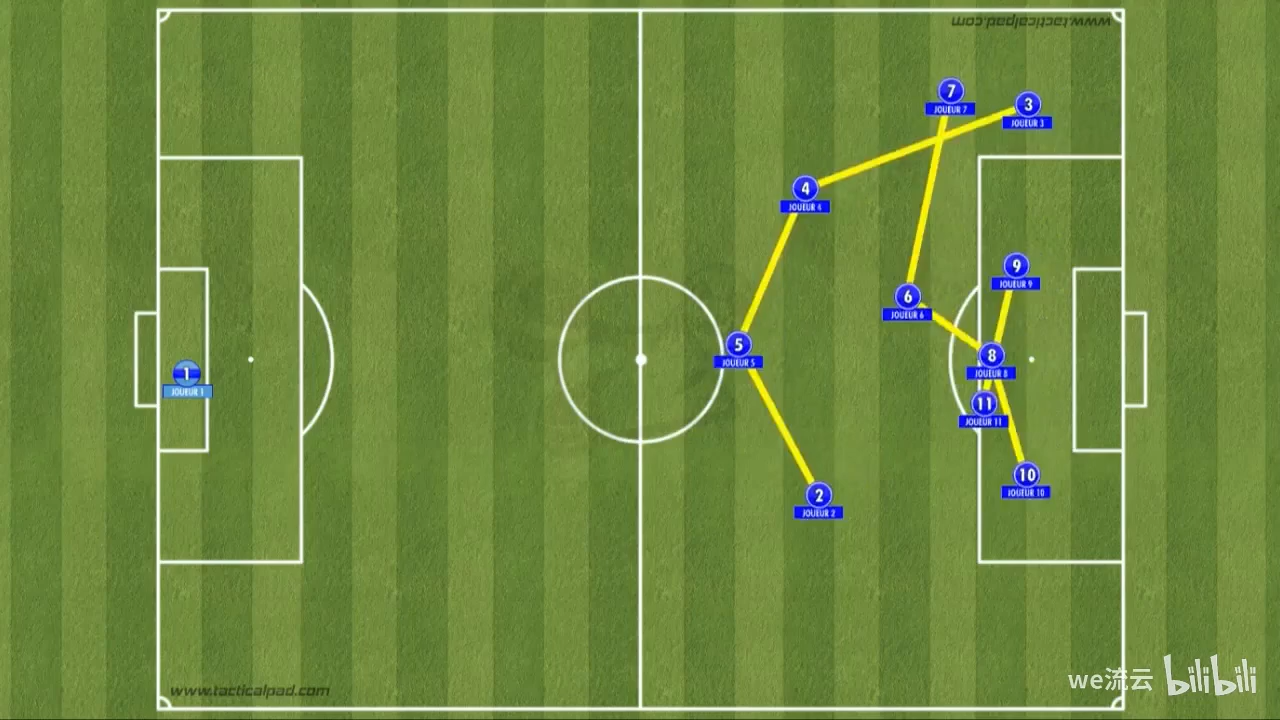 www.tacticalpad.com
7
JOUEUR 7
3
JOUEUR 3
4
JOUEUR 4
9
JOUEUR 9
6
JOUEUR 6
5
JOUEUR 5
8
JOUEUR 8
1
JOUEUR 1
11
JOUEUR 11
10
JOUEUR 10
2
JOUEUR 2
www.tacticalpad.com
we流云 bilibili